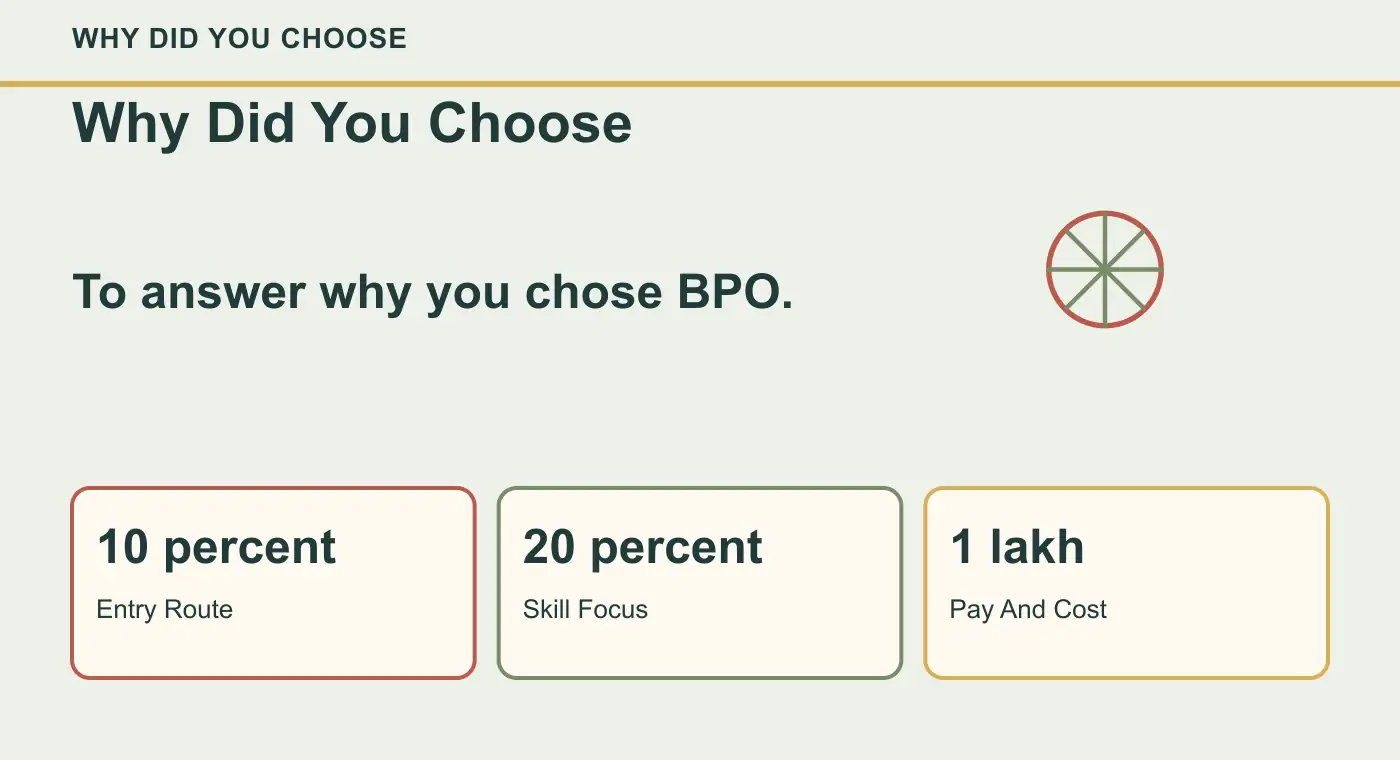 WHY DID YOU CHOOSE
Why Did You Choose
To answer why you chose BPO.
10 percent
Entry Route
20 percent
Skill Focus
1 lakh
Pay And Cost